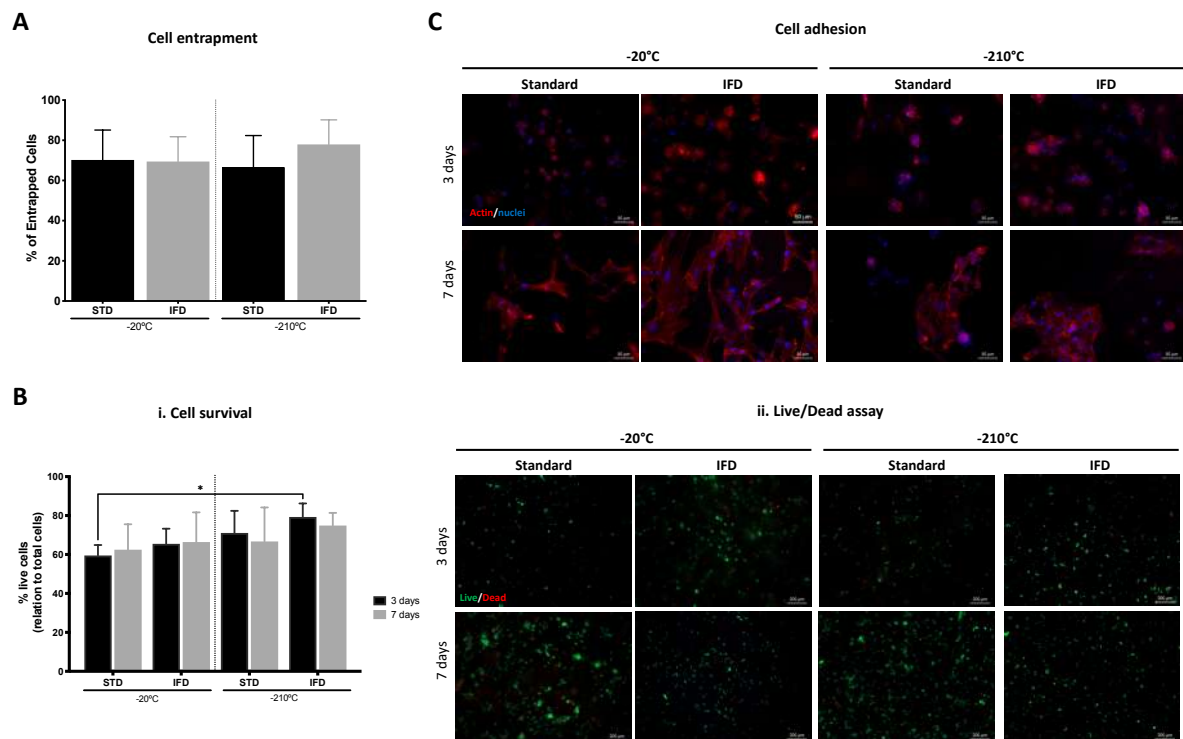 A
Cell entrapment
% of Entrapped Cells
100
80
60
40
20
0
STD IFD STD IFD
-20ºC -210ºC
B
i. Cell survival
% live cells
(relation to total cells)
100
80
60
40
20
0
*
STD IFD STD IFD
-20ºC -210ºC
3 days
7 days
C
Cell adhesion
-20°C -210°C
Standard IFD Standard IFD
3 days
Actin/nuclei
7 days
ii. Live/Dead assay
-20°C -210°C
Standard IFD Standard IFD
3 days
Live/Dead
7 days